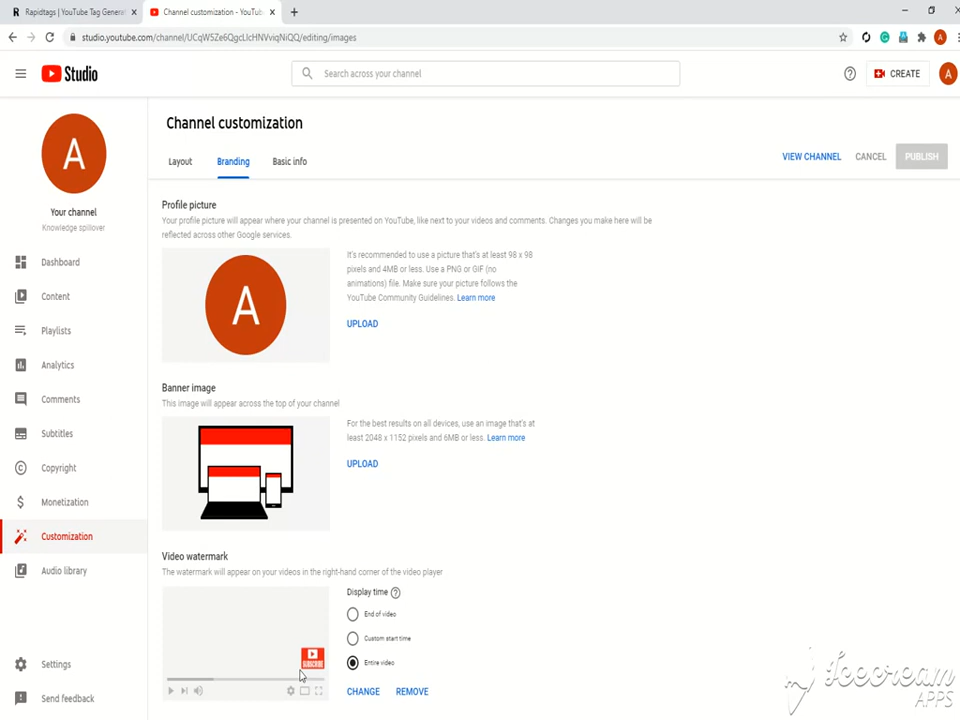 Rapidtags | YouTube Tag Generat
Channel customization - YouTub
studio.youtube.com/channel/UCqW5Ze6QgcLlcHNVviqNiQQ/editing/images
Studio
Search across your channel
CREATE
A
A
A
Your channel
Knowledge spillover
Dashboard
Content
Playlists
Analytics
Comments
Subtitles
Copyright
Monetization
Customization
Audio library
Settings
Send feedback
Channel customization
Layout Branding Basic info
VIEW CHANNEL CANCEL PUBLISH
Profile picture
Your profile picture will appear where your channel is presented on YouTube, like next to your videos and comments. Changes you make here will be
reflected across other Google services.
A
It's recommended to use a picture that's at least 98 x 98
pixels and 4MB or less. Use a PNG or GIF (no
animations) file. Make sure your picture follows the
YouTube Community Guidelines. Learn more
UPLOAD
Banner image
This image will appear across the top of your channel
For the best results on all devices, use an image that's at
least 2048 x 1152 pixels and 6MB or less. Learn more
UPLOAD
Video watermark
The watermark will appear on your videos in the right-hand corner of the video player
SUBSCRIBE
Display time
End of video
Custom start time
Entire video
CHANGE REMOVE
Icecream
APPS